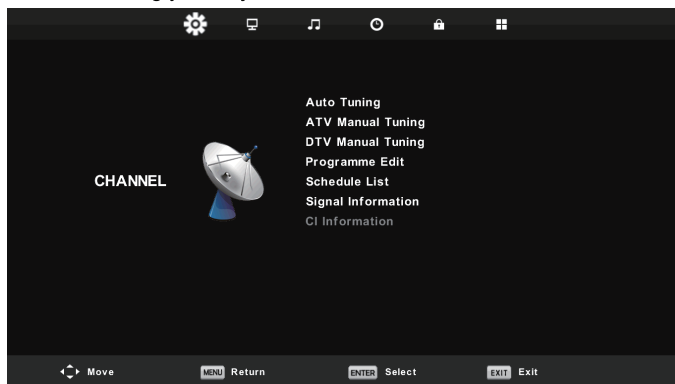 Auto Tuning
ATV Manual Tuning
DTV Manual Tuning
Programme Edit
CHANNEL
Schedule List
Signal Information
CI Information
Move MENU Return ENTER Select EXIT Exit